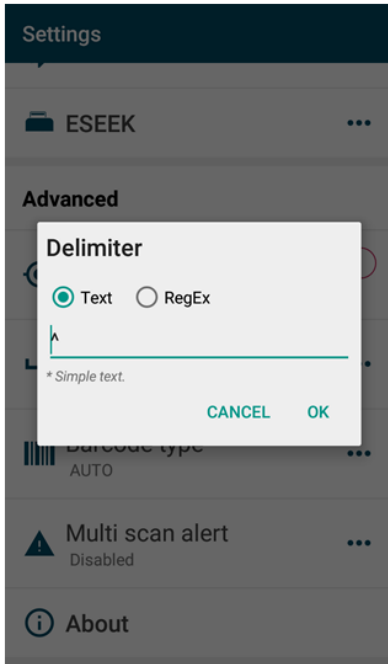 Settings
ESEEK
Advanced
Delimiter
Text RegEx
^
* Simple text.
CANCEL OK
Barcode type
AUTO
Multi scan alert
Disabled
About